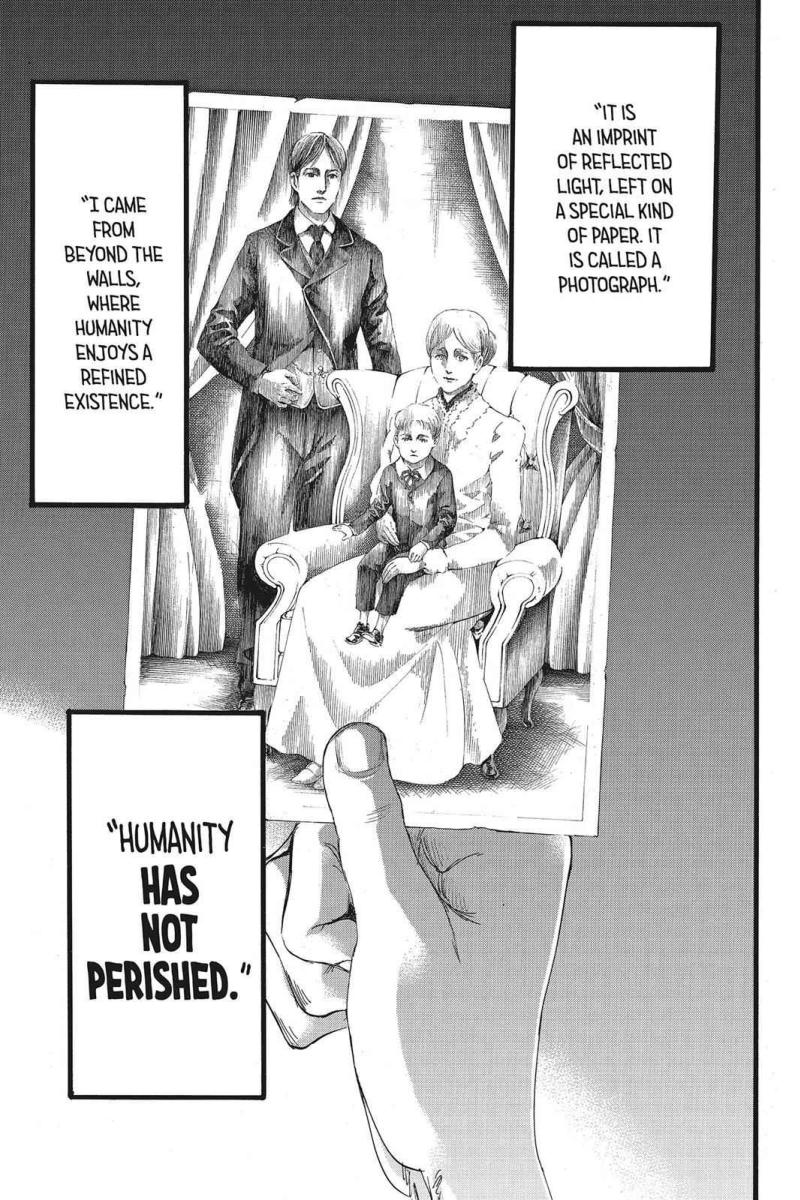 "IT IS
AN IMPRINT
OF REFLECTED
LIGHT, LEFT ON
A SPECIAL KIND
OF PAPER. IT
IS CALLED A
PHOTOGRAPH."
"I CAME
FROM
BEYOND THE
WALLS,
WHERE
HUMANITY
ENJOYS A
REFINED
EXISTENCE."
"HUMANITY
HAS
NOT
PERISHED."